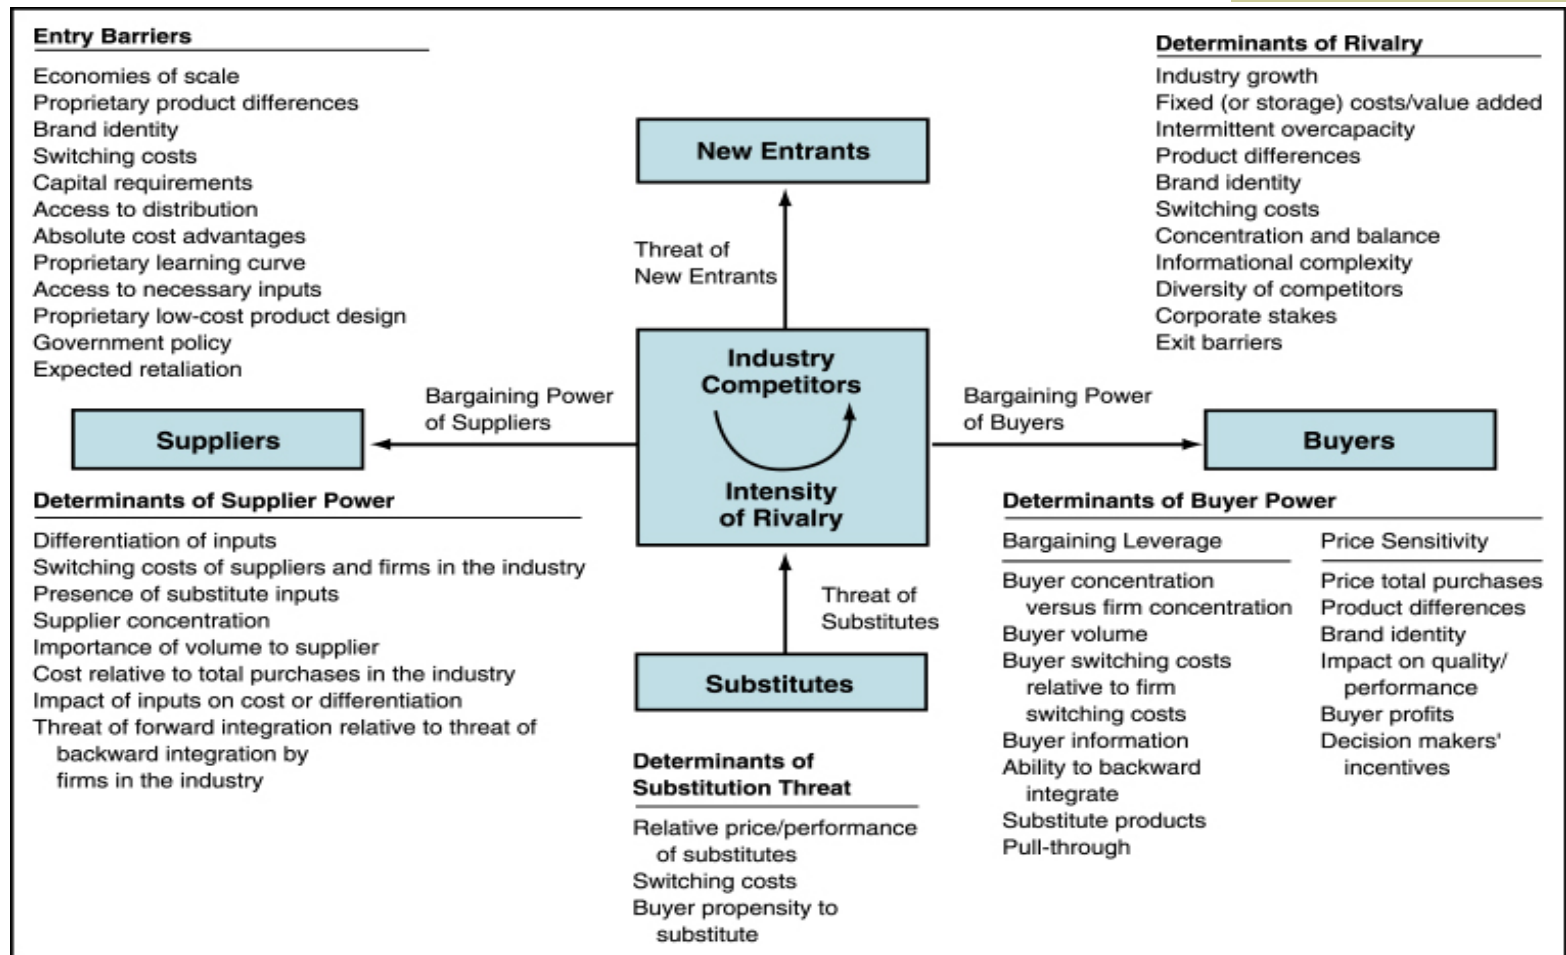 Entry Barriers
Economies of scale
Proprietary product differences
Brand identity
Switching costs
Capital requirements
Access to distribution
Absolute cost advantages
Proprietary learning curve
Access to necessary inputs
Proprietary low-cost product design
Government policy
Expected retaliation
New Entrants
Determinants of Rivalry
Industry growth
Fixed (or storage) costs/value added
Intermittent overcapacity
Product differences
Brand identity
Switching costs
Concentration and balance
Informational complexity
Diversity of competitors
Corporate stakes
Exit barriers
Threat of
New Entrants
Suppliers
Bargaining Power
of Suppliers
Industry
Competitors
Intensity
of Rivalry
Bargaining Power
of Buyers
Buyers
Determinants of Supplier Power
Differentiation of inputs
Switching costs of suppliers and firms in the industry
Presence of substitute inputs
Supplier concentration
Importance of volume to supplier
Cost relative to total purchases in the industry
Impact of inputs on cost or differentiation
Threat of forward integration relative to threat of
backward integration by
firms in the industry
Threat of
Substitutes
Substitutes
Determinants of
Substitution Threat
Relative price/performance
of substitutes
Switching costs
Buyer propensity to
substitute
Determinants of Buyer Power
Bargaining Leverage
Buyer concentration
versus firm concentration
Buyer volume
Buyer switching costs
relative to firm
switching costs
Buyer information
Ability to backward
integrate
Substitute products
Pull-through
Price Sensitivity
Price total purchases
Product differences
Brand identity
Impact on quality/
performance
Buyer profits
Decision makers'
incentives